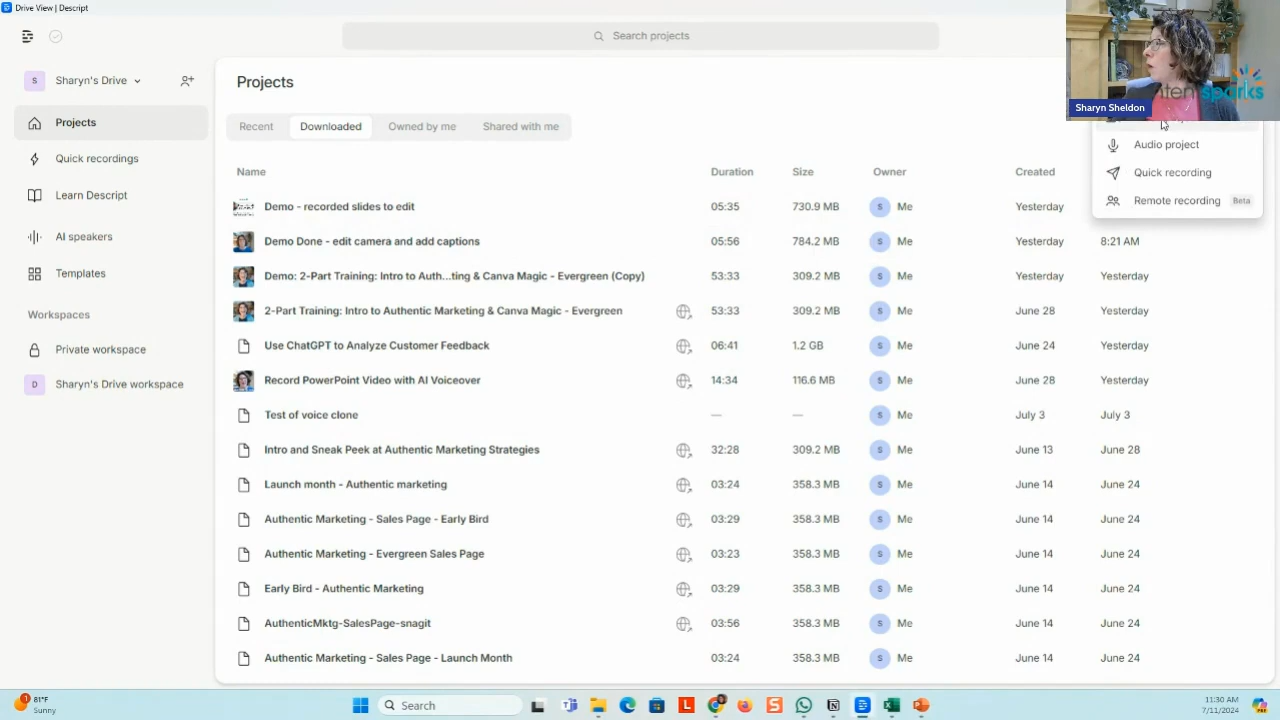 Drive View | Descript
Search projects
S Sharyn's Drive
Projects
Quick recordings
Learn Descript
AI speakers
Templates
Workspaces
Private workspace
D Sharyn's Drive workspace
Projects
Recent Downloaded Owned by me Shared with me
Name Duration Size Owner Created
Demo - recorded slides to edit 05:35 730.9 MB S Me Yesterday
Demo Done - edit camera and add captions 05:56 784.2 MB S Me Yesterday 8:21 AM
Demo: 2-Part Training: Intro to Auth...ting & Canva Magic - Evergreen (Copy) 53:33 309.2 MB S Me Yesterday Yesterday
2-Part Training: Intro to Authentic Marketing & Canva Magic - Evergreen 53:33 309.2 MB S Me June 28 Yesterday
Use ChatGPT to Analyze Customer Feedback 06:41 1.2 GB S Me June 24 Yesterday
Record PowerPoint Video with AI Voiceover 14:34 116.6 MB S Me June 28 Yesterday
Test of voice clone — — S Me July 3 July 3
Intro and Sneak Peek at Authentic Marketing Strategies 32:28 309.2 MB S Me June 13 June 28
Launch month - Authentic marketing 03:24 358.3 MB S Me June 14 June 24
Authentic Marketing - Sales Page - Early Bird 03:29 358.3 MB S Me June 14 June 24
Authentic Marketing - Evergreen Sales Page 03:23 358.3 MB S Me June 14 June 24
Early Bird - Authentic Marketing 03:29 358.3 MB S Me June 14 June 24
AuthenticMktg-SalesPage-snagit 03:56 358.3 MB S Me June 14 June 24
Authentic Marketing - Sales Page - Launch Month 03:24 358.3 MB S Me June 14 June 24
sparks
Sharyn Sheldon
Audio project
Quick recording
Remote recording Beta
81°F
Sunny
Search
11:30 AM
7/11/2024